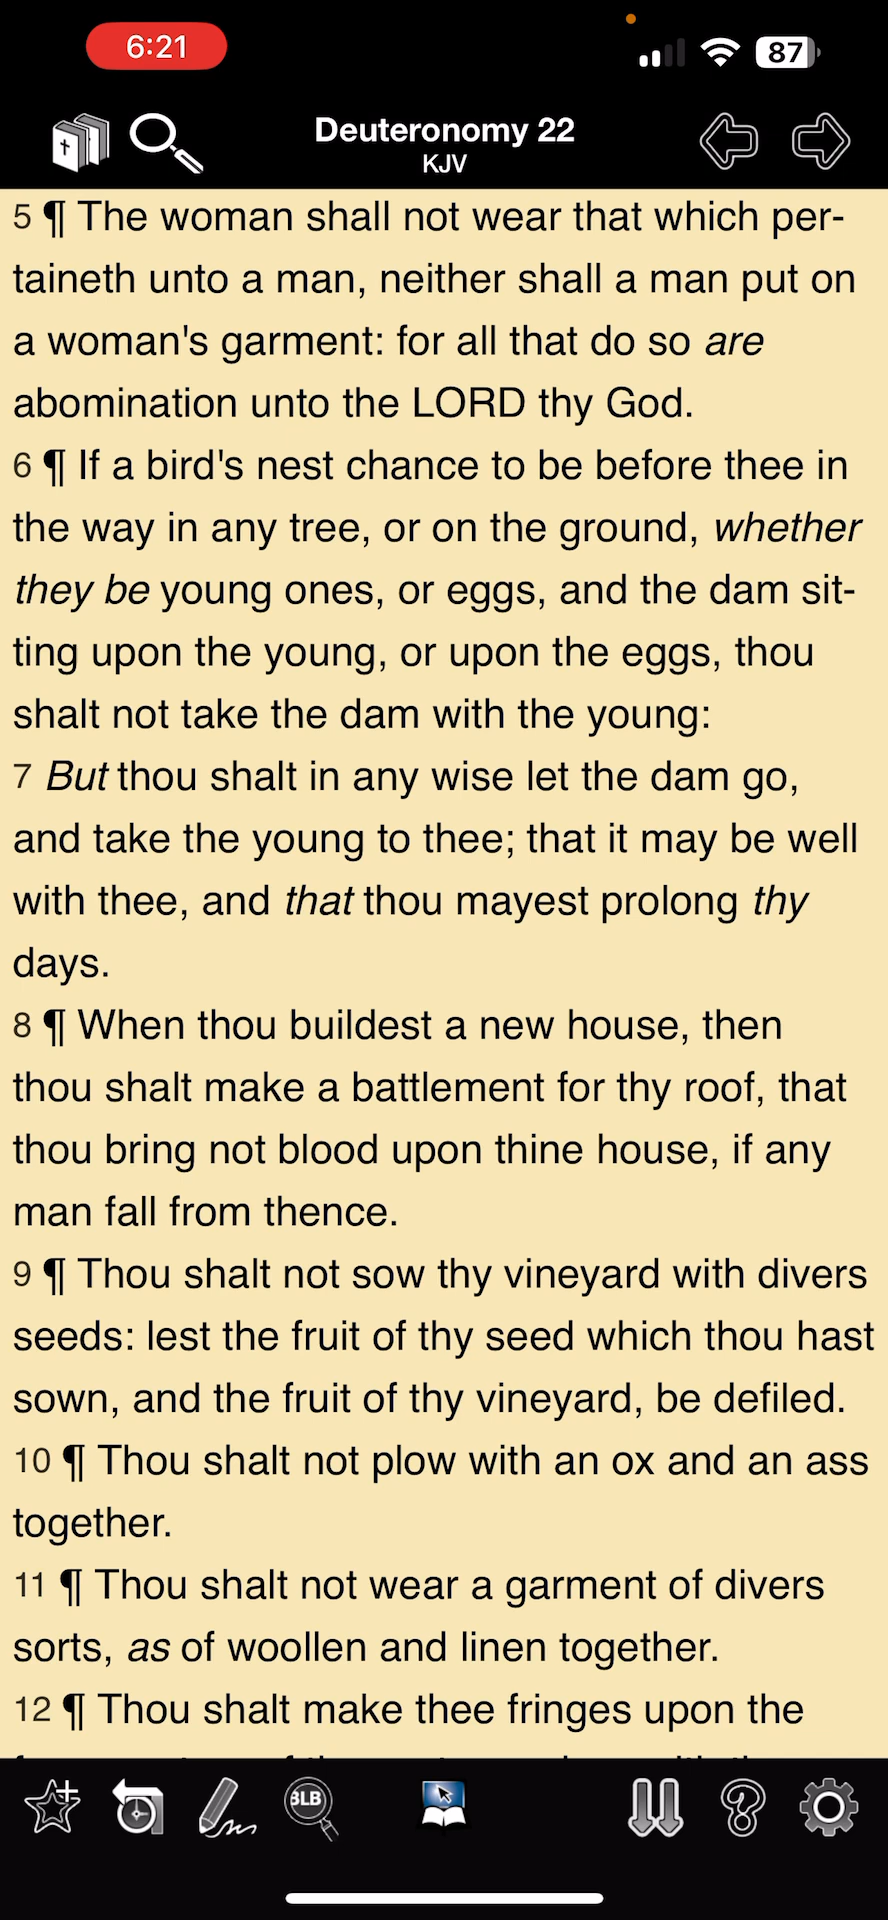 6:21
87
Deuteronomy 22
KJV
5 ¶ The woman shall not wear that which per-
taineth unto a man, neither shall a man put on
a woman's garment: for all that do so are
abomination unto the LORD thy God.
6 ¶ If a bird's nest chance to be before thee in
the way in any tree, or on the ground, whether
they be young ones, or eggs, and the dam sit-
ting upon the young, or upon the eggs, thou
shalt not take the dam with the young:
7 But thou shalt in any wise let the dam go,
and take the young to thee; that it may be well
with thee, and that thou mayest prolong thy
days.
8 ¶ When thou buildest a new house, then
thou shalt make a battlement for thy roof, that
thou bring not blood upon thine house, if any
man fall from thence.
9 ¶ Thou shalt not sow thy vineyard with divers
seeds: lest the fruit of thy seed which thou hast
sown, and the fruit of thy vineyard, be defiled.
10 ¶ Thou shalt not plow with an ox and an ass
together.
11 ¶ Thou shalt not wear a garment of divers
sorts, as of woollen and linen together.
12 ¶ Thou shalt make thee fringes upon the
BLB